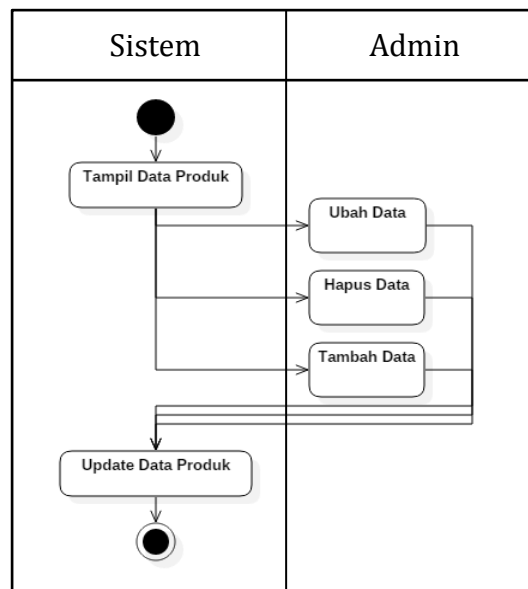 Sistem
Admin
Tampil Data Produk
Ubah Data
Hapus Data
Tambah Data
Update Data Produk